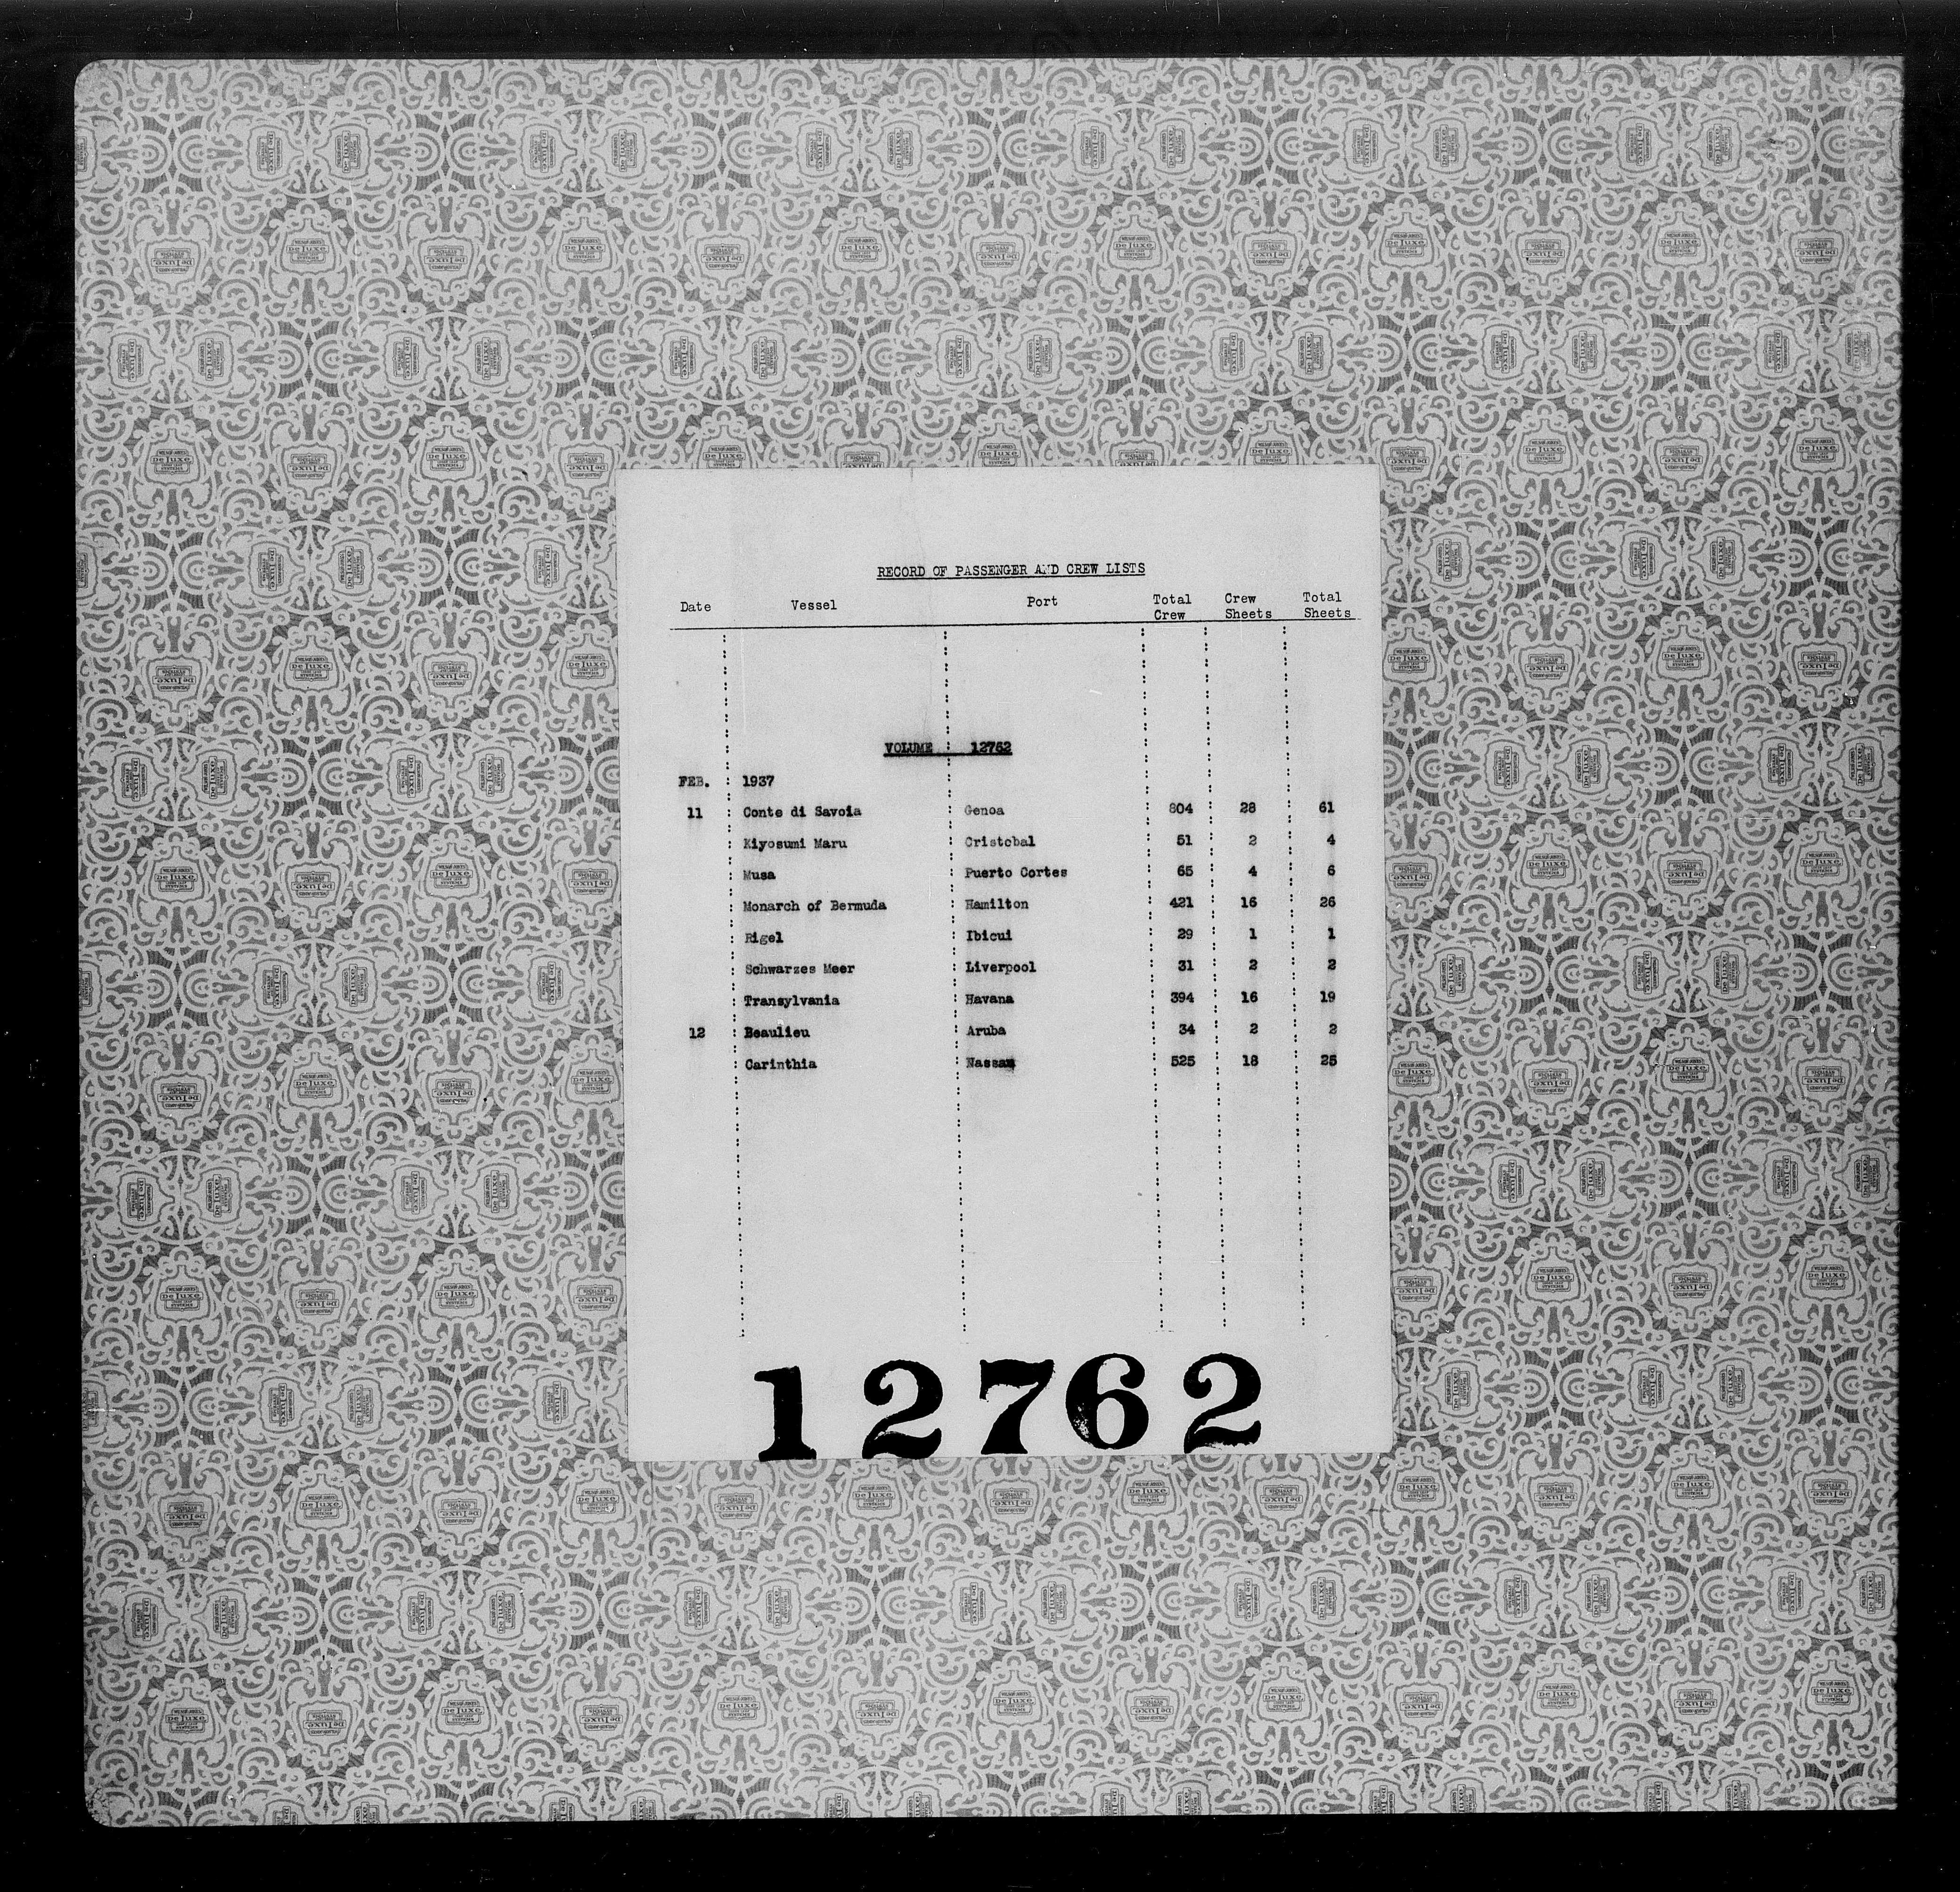 RECORD OF PASSENGER AND CREW LISTS
Date Vessel Port Total Crew Crew Sheets Total Sheets
VOLUME : 12762
FEB. : 1937
11 : Conte di Savoia : Genoa : 804 : 28 : 61
: Kiyosumi Maru : Cristobal : 51 : 2 : 4
: Musa : Puerto Cortes : 65 : 4 : 6
: Monarch of Bermuda : Hamilton : 421 : 16 : 26
: Rigel : Ibicui : 29 : 1 : 1
: Schwarzes Meer : Liverpool : 31 : 2 : 2
: Transylvania : Havana : 394 : 16 : 19
12 : Beaulieu : Aruba : 34 : 2 : 2
: Carinthia : Nassau : 525 : 18 : 25
12762